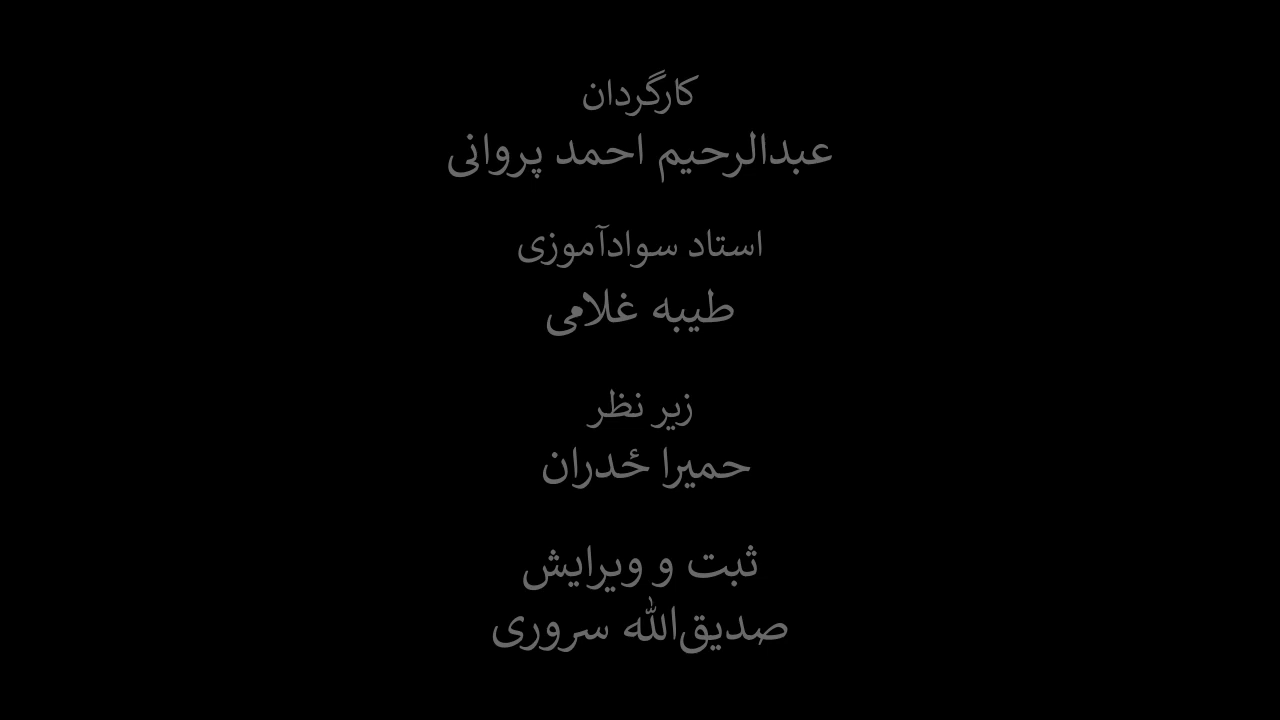 کارگردان
عبدالرحیم احمد پروانی
استاد سوادآموزی
طیبه غلامی
زیر نظر
حمیرا ځدران
ثبت و ویرایش
صدیق‌الله سروری